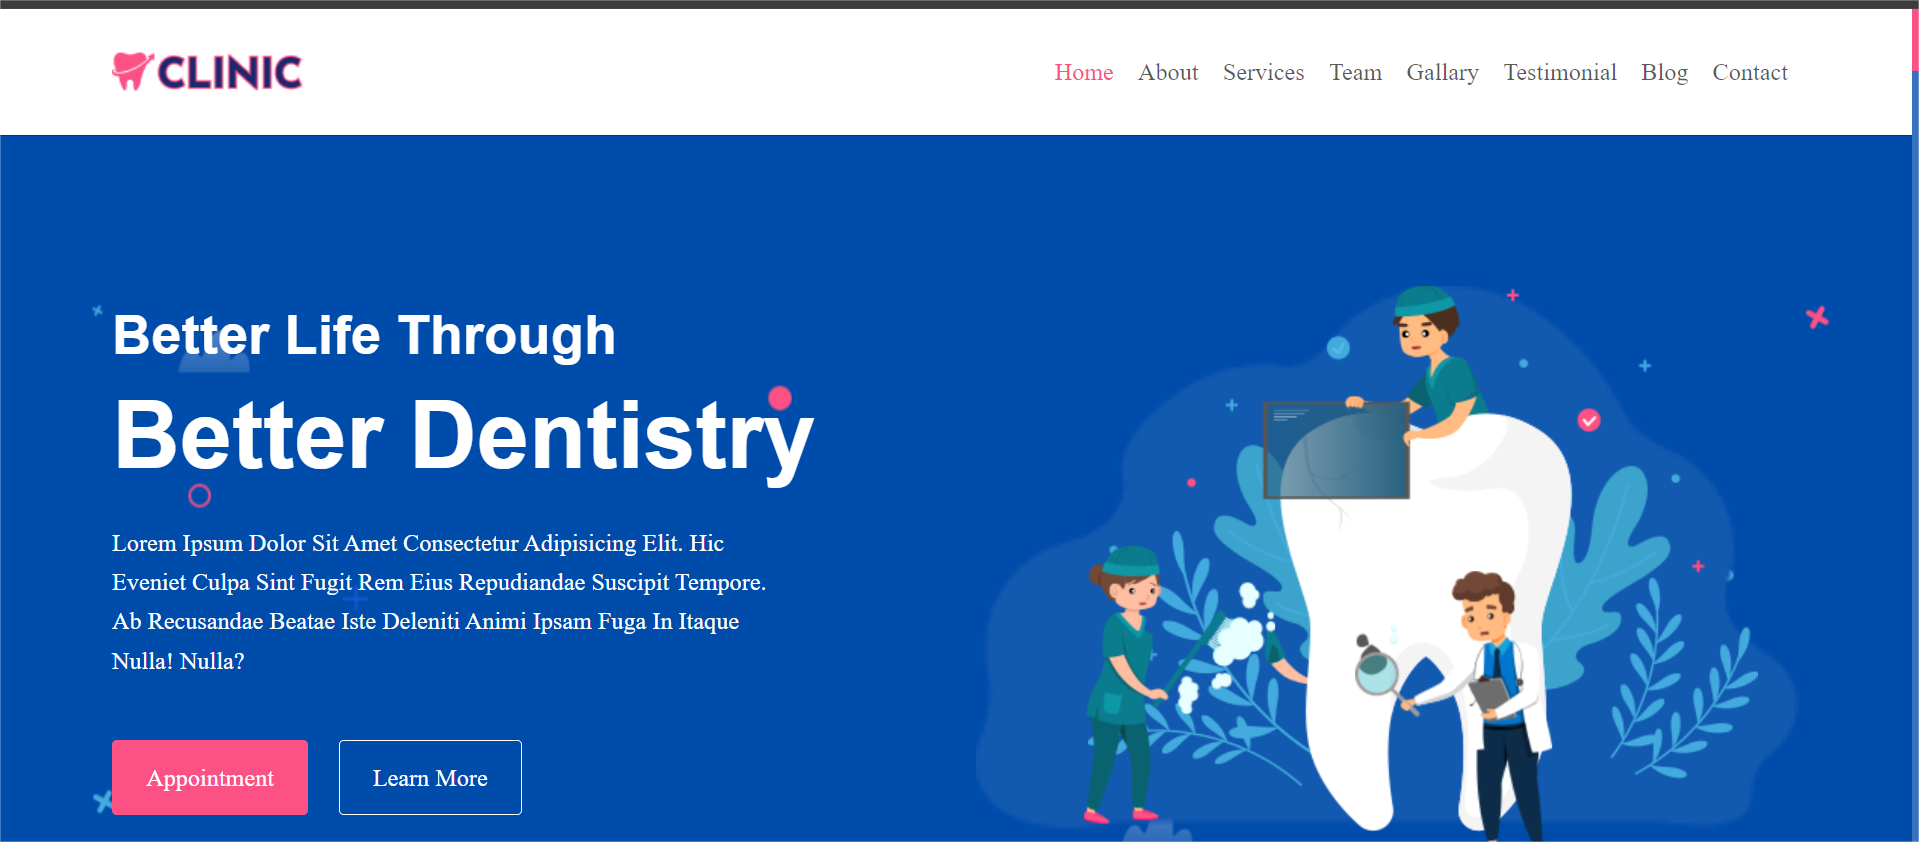 CLINIC
Home About Services Team Gallary Testimonial Blog Contact
Better Life Through
Better Dentistry
Lorem Ipsum Dolor Sit Amet Consectetur Adipisicing Elit. Hic
Eveniet Culpa Sint Fugit Rem Eius Repudiandae Suscipit Tempore.
Ab Recusandae Beatae Iste Deleniti Animi Ipsam Fuga In Itaque
Nulla! Nulla?
Appointment Learn More